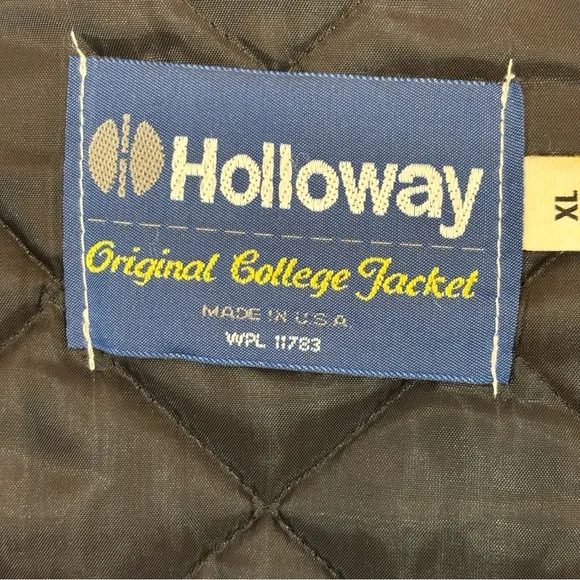 Holloway
Original College Jacket
MADE IN U.S.A.
WPL 11783
XL